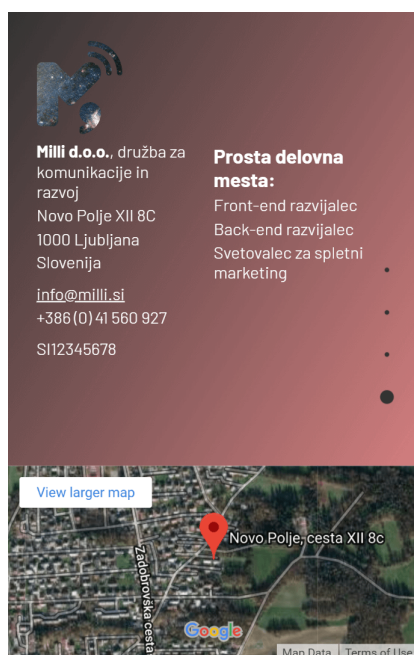 Milli d.o.o., družba za
komunikacije in
razvoj
Novo Polje XII 8C
1000 Ljubljana
Slovenija
info@milli.si
+386 (0) 41 560 927
SI12345678
Prosta delovna
mesta:
Front-end razvijalec
Back-end razvijalec
Svetovalec za spletni
marketing
View larger map
Novo Polje, cesta XII 8c
Zadobrovška cesta
Google
Map Data
Terms of Use